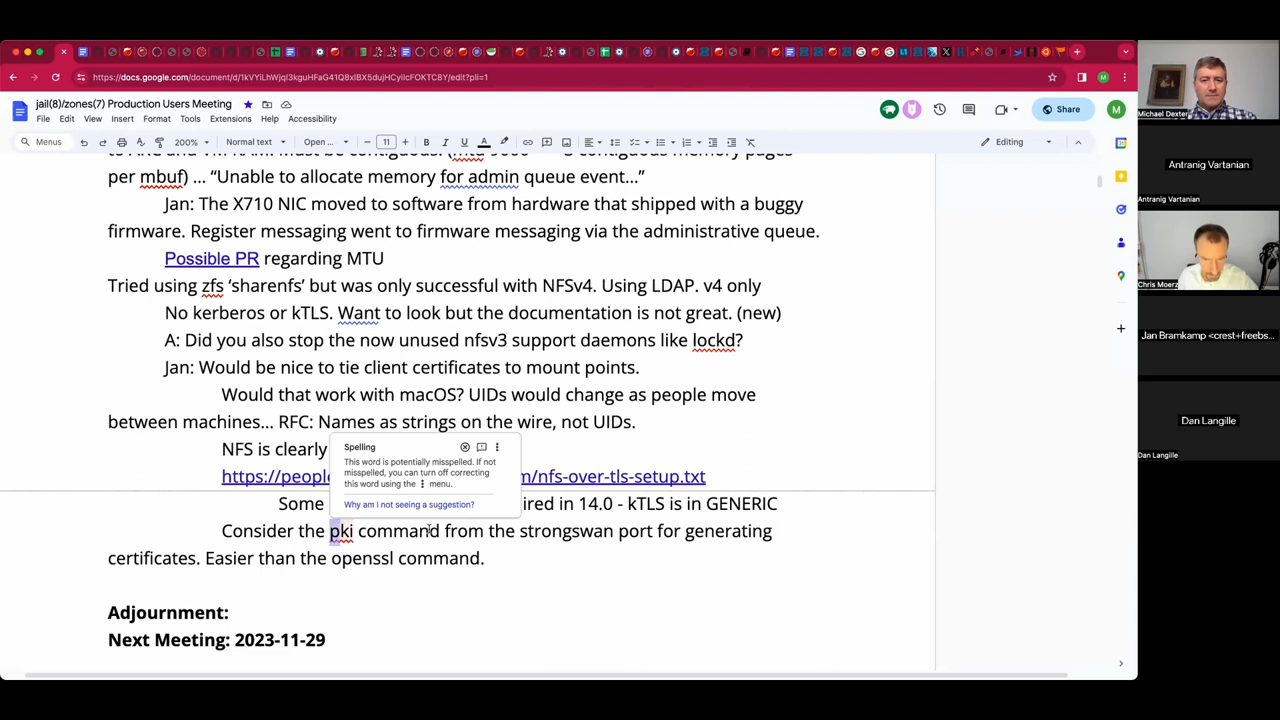 https://docs.google.com/document/d/1kVYiLhWjqI3kguHFaG41Q8xIBX5dujHCyiIcFOKTC8Y/edit?pli=1
jail(8)/zones(7) Production Users Meeting
File Edit View Insert Format Tools Extensions Help Accessibility
Share
M
Menus
200%
Normal text
Open ...
11
Editing
per mbuf) ... “Unable to allocate memory for admin queue event...”
Jan: The X710 NIC moved to software from hardware that shipped with a buggy
firmware. Register messaging went to firmware messaging via the administrative queue.
Possible PR regarding MTU
Tried using zfs ‘sharenfs’ but was only successful with NFSv4. Using LDAP. v4 only
No kerberos or kTLS. Want to look but the documentation is not great. (new)
A: Did you also stop the now unused nfsv3 support daemons like lockd?
Jan: Would be nice to tie client certificates to mount points.
Would that work with macOS? UIDs would change as people move
between machines... RFC: Names as strings on the wire, not UIDs.
NFS is clearly
Spelling
This word is potentially misspelled. If not
misspelled, you can turn off correcting
this word using the ⋮ menu.
Why am I not seeing a suggestion?
https://peopl
m/nfs-over-tls-setup.txt
Some
ired in 14.0 - kTLS is in GENERIC
Consider the pki command from the strongswan port for generating
certificates. Easier than the openssl command.
Adjournment:
Next Meeting: 2023-11-29
Michael Dexter
Antranig Vartanian
Antranig Vartanian
Chris Moerz
Jan Bramkamp <crest+freebs...
Dan Langille
Dan Langille